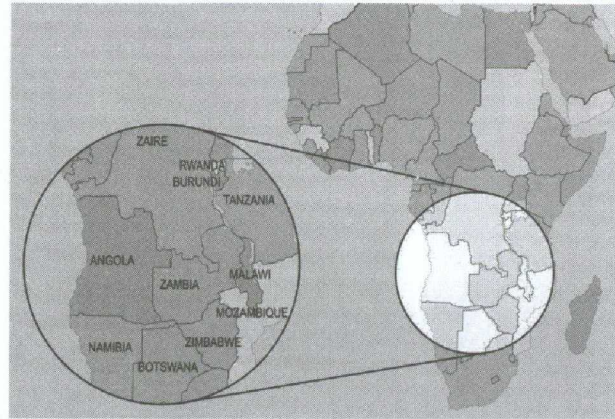 ZAIRE
RWANDA
BURUNDI
TANZANIA
ANGOLA
ZAMBIA
MALAWI
MOZAMBIQUE
NAMIBIA
ZIMBABWE
BOTSWANA